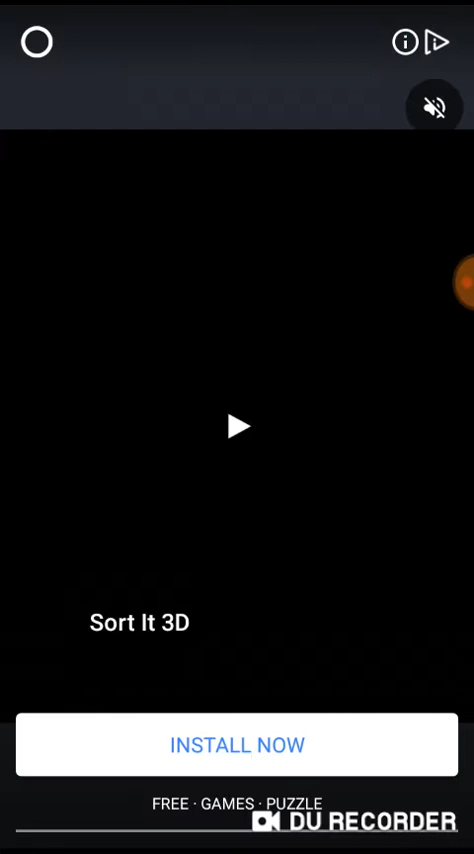 Sort It 3D
INSTALL NOW
FREE · GAMES · PUZZLE
DU RECORDER